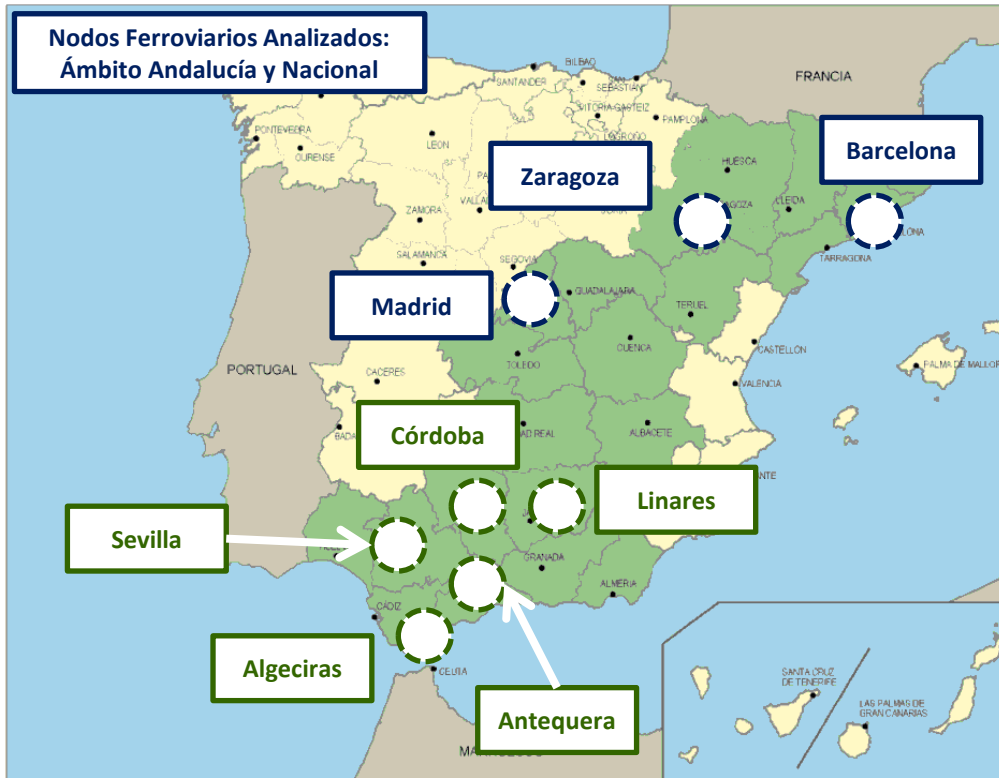 Nodos Ferroviarios Analizados:
Ámbito Andalucía y Nacional
BILBAO
SANTANDER
SAN
SEBASTIAN
FRANCIA
VITORIA-GASTEIZ
PAMPLONA
PONTEVEDRA
LEON
LOGROÑO
OURENSE
HUESCA
Barcelona
Zaragoza
ZAMORA
LLEIDA
TARRAGONA
SALAMANCA
SEGOVIA
Madrid
GUADALAJARA
TERUEL
CUENCA
CASTELLON
TOLEDO
PORTUGAL
CACERES
VALENCIA
PALMA DE MALLOR
Córdoba
ALBACETE
Linares
Sevilla
GRANADA
ALMERIA
CÁDIZ
Algeciras
CEUTA
SANTA CRUZ
DE TENERIFE
Antequera
LAS PALMAS DE
GRAN CANARIAS